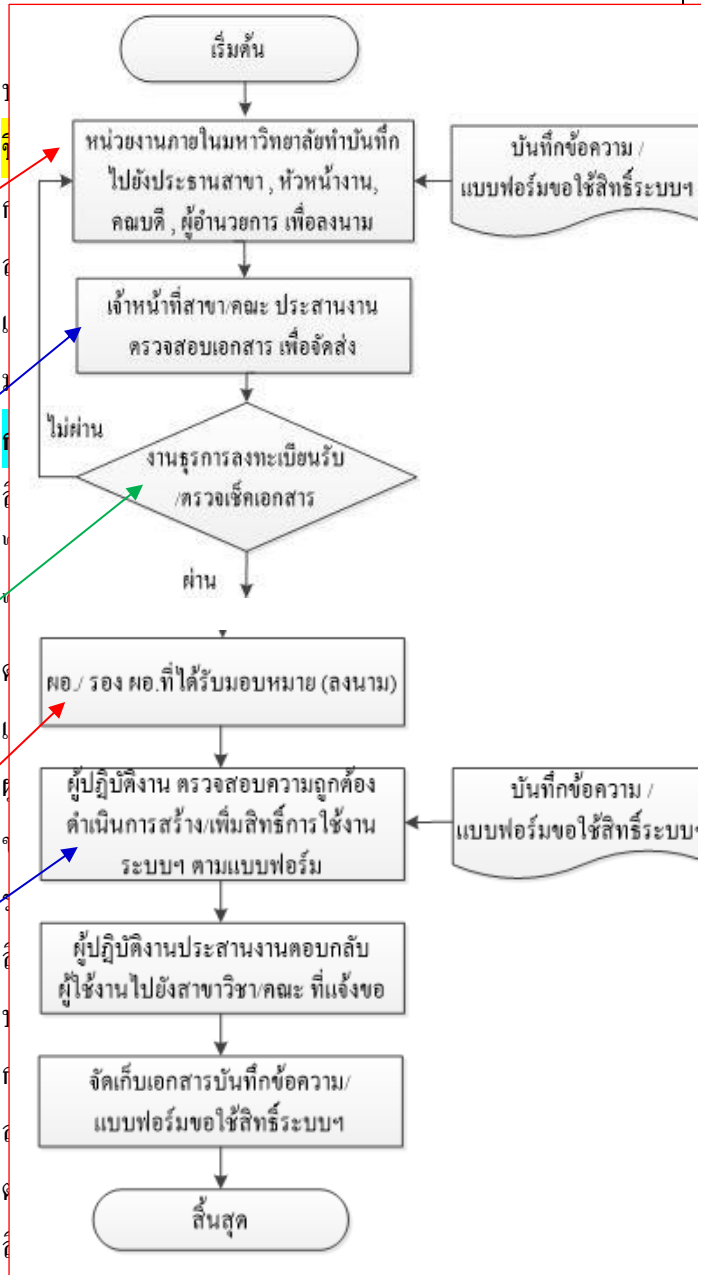 เริ่มต้น
หน่วยงานภายในมหาวิทยาลัยทำบันทึก
ไปยังประธานสาขา , หัวหน้างาน,
คณบดี , ผู้อำนวยการ เพื่อลงนาม
บันทึกข้อความ /
แบบฟอร์มขอใช้สิทธิ์ระบบฯ
เจ้าหน้าที่สาขา/คณะ ประสานงาน
ตรวจสอบเอกสาร เพื่อจัดส่ง
ไม่ผ่าน
งานธุรการลงทะเบียนรับ
/ตรวจเช็คเอกสาร
ผ่าน
ผอ./ รอง ผอ.ที่ได้รับมอบหมาย (ลงนาม)
ผู้ปฏิบัติงาน ตรวจสอบความถูกต้อง
ดำเนินการสร้าง/เพิ่มสิทธิ์การใช้งาน
ระบบฯ ตามแบบฟอร์ม
บันทึกข้อความ /
แบบฟอร์มขอใช้สิทธิ์ระบบฯ
ผู้ปฏิบัติงานประสานงานตอบกลับ
ผู้ใช้งานไปยังสาขาวิชา/คณะ ที่แจ้งขอ
จัดเก็บเอกสารบันทึกข้อความ/
แบบฟอร์มขอใช้สิทธิ์ระบบฯ
สิ้นสุด